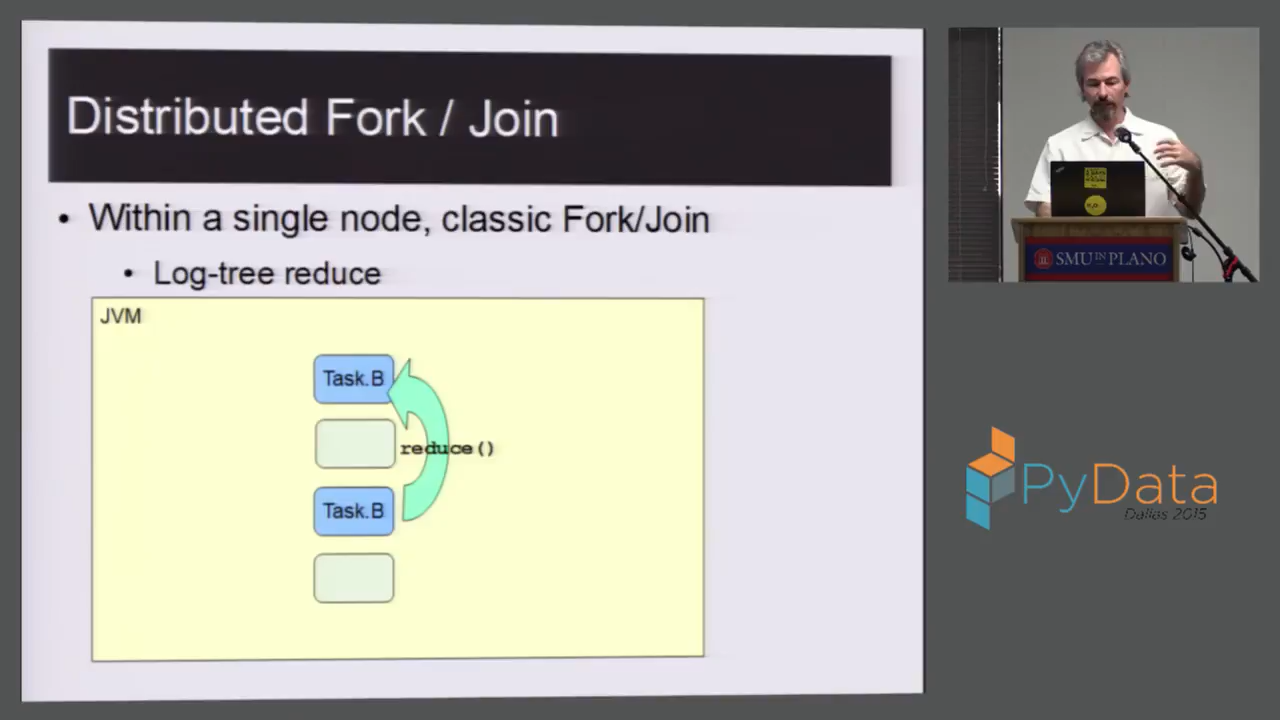 Distributed Fork / Join
• Within a single node, classic Fork/Join
• Log-tree reduce
JVM
Task.B
reduce()
Task.B
SMU IN PLANO
PyData
Dallas 2015